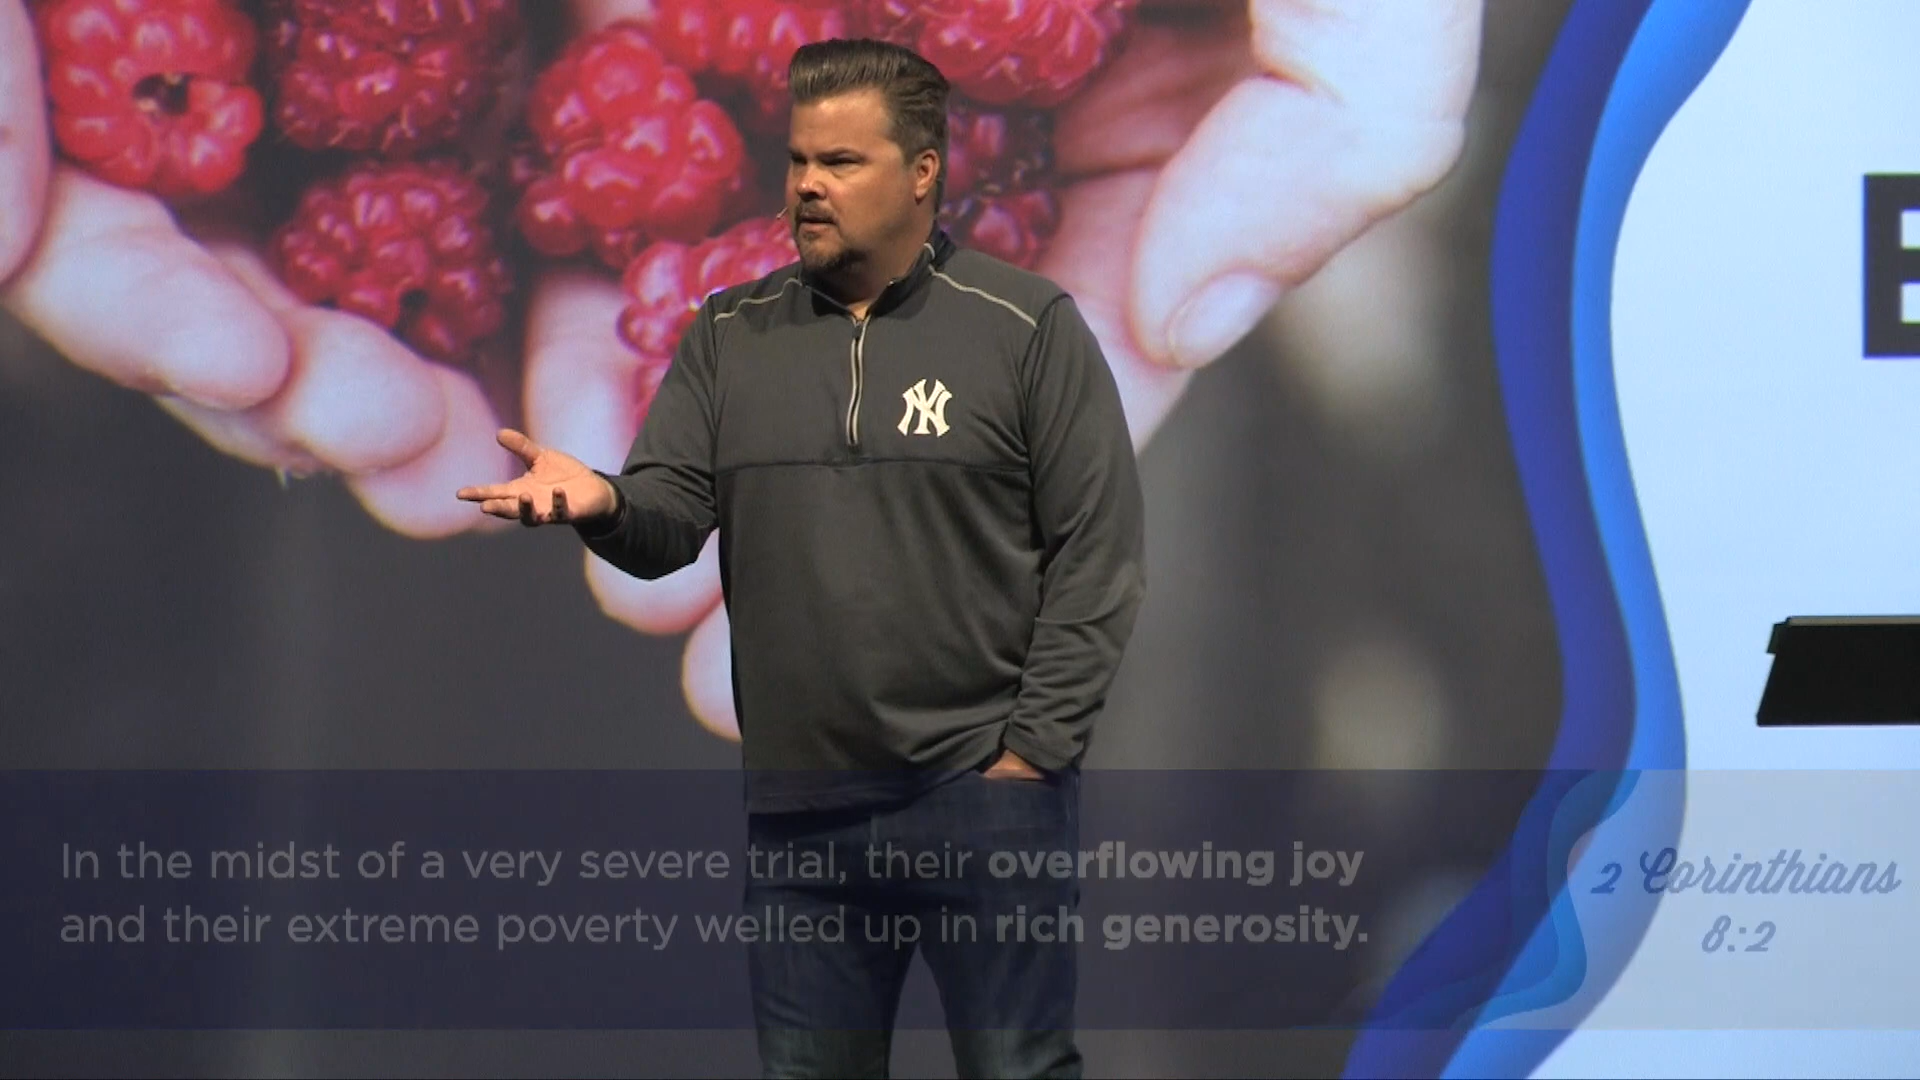 NY
E
In the midst of a very severe trial, their overflowing joy
and their extreme poverty welled up in rich generosity.
2 Corinthians
8:2